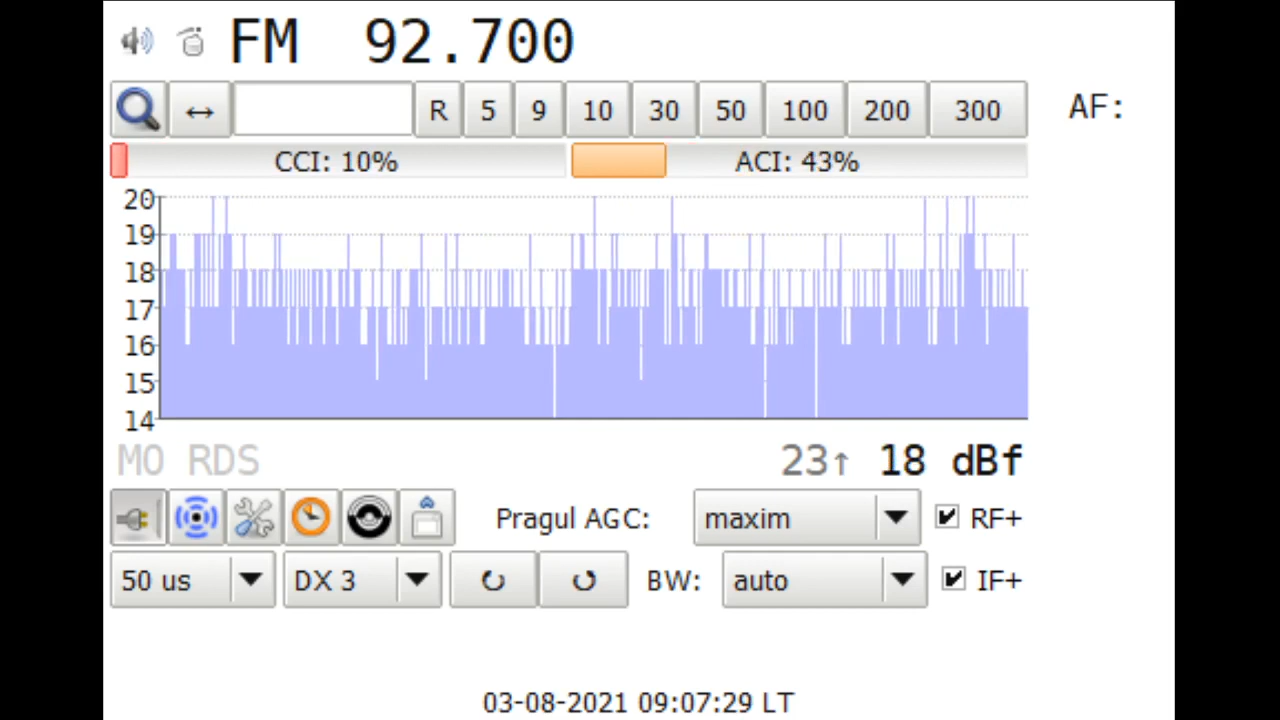 FM 92.700
R 5 9 10 30 50 100 200 300 AF:
CCI: 10% ACI: 43%
20
19
18
17
16
15
14
MO RDS 23↑ 18 dBf
Pragul AGC: maxim RF+
50 us DX 3 ↻ ↺ BW: auto IF+
03-08-2021 09:07:29 LT